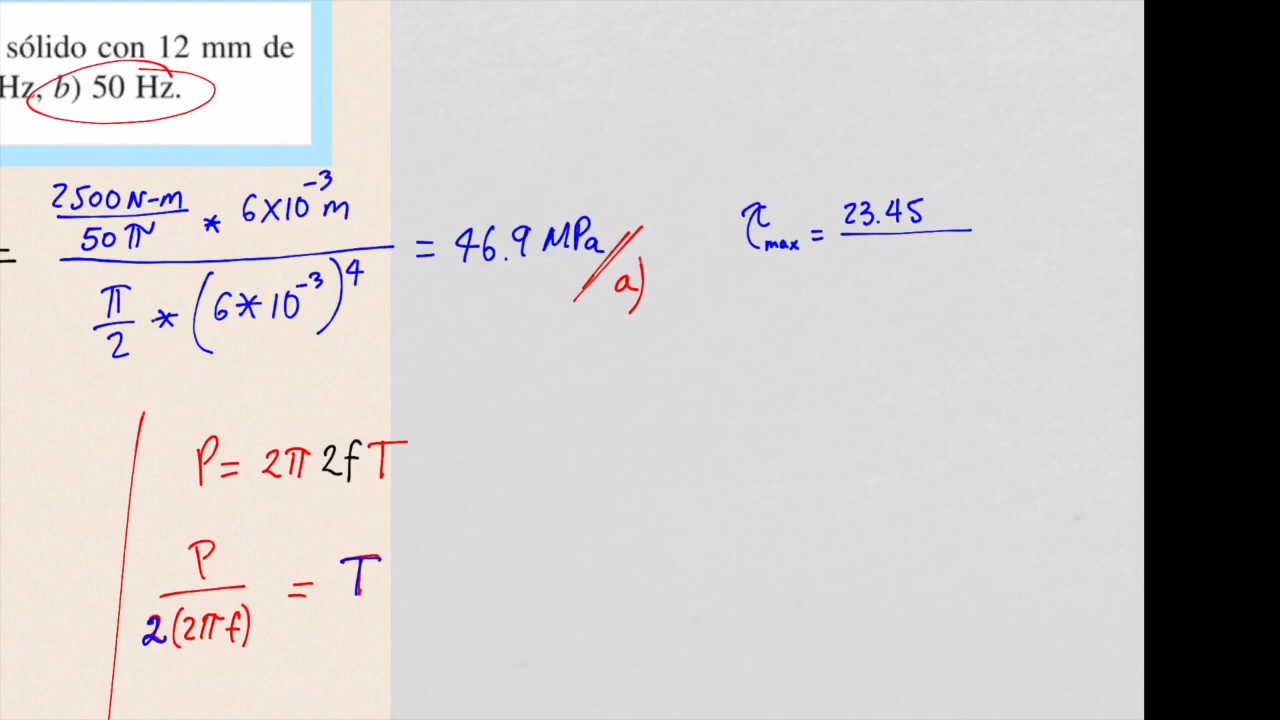 sólido con 12 mm de
Hz, b) 50 Hz.
= 2500 N-m / 50 π * 6×10⁻³ m
π / 2 * (6*10⁻³)⁴
= 46.9 MPa // a)
τmax = 23.45
P = 2π 2f T
P / 2(2πf) = T